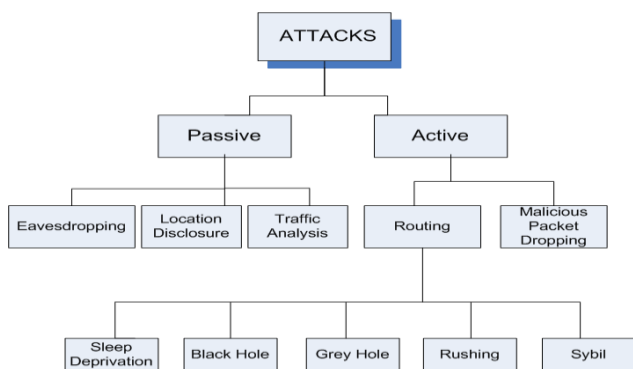 ATTACKS
Passive
Active
Eavesdropping
Location
Disclosure
Traffic
Analysis
Routing
Malicious
Packet
Dropping
Sleep
Deprivation
Black Hole
Grey Hole
Rushing
Sybil